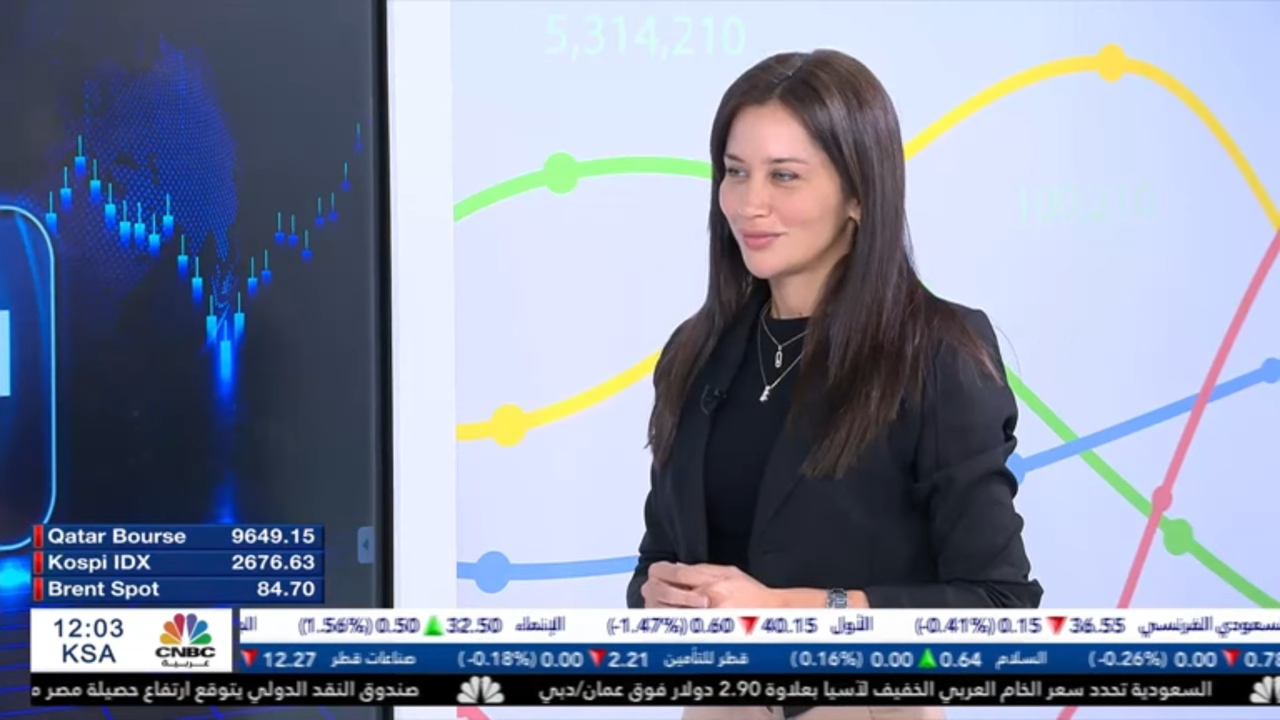 5,314,210
Qatar Bourse 9649.15
Kospi IDX 2676.63
Brent Spot 84.70
12:03
KSA
CNBC
عربية
السعودي الفرنسي 36.55 0.15 (-0.41%) الأول 40.15 0.60 (-1.47%) الإنماء 32.50 0.50 (1.56%)
0.00 (-0.26%) السلام 0.64 0.00 (0.16%) قطر للتأمين 2.21 0.00 (-0.18%) صناعات قطر 12.27
السعودية تحدد سعر الخام العربي الخفيف لآسيا بعلاوة 2.90 دولار فوق عمان/دبي صندوق النقد الدولي يتوقع ارتفاع حصيلة مصر